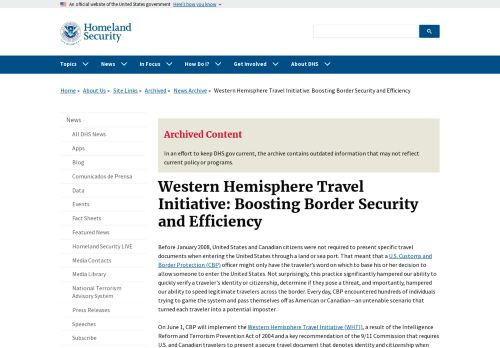 An official website of the United States government Here's how you know
Homeland
Security
Topics News In Focus How Do I? Get Involved About DHS
Home » About Us » Site Links » Archived » News Archive » Western Hemisphere Travel Initiative: Boosting Border Security and Efficiency
News
All DHS News
Apps
Blog
Comunicados de Prensa
Data
Events
Fact Sheets
Featured News
Homeland Security LIVE
Media Contacts
Media Library
National Terrorism
Advisory System
Press Releases
Speeches
Subscribe
Archived Content
In an effort to keep DHS.gov current, the archive contains outdated information that may not reflect
current policy or programs.
Western Hemisphere Travel
Initiative: Boosting Border Security
and Efficiency
Before January 2008, United States and Canadian citizens were not required to present specific travel
documents when entering the United States through a land or sea port. That meant that a U.S. Customs and
Border Protection (CBP) officer might only have the traveler's word on which to base his or her decision to
allow someone to enter the United States. Not surprisingly, this practice significantly hampered our ability to
quickly verify a traveler's identity or citizenship, determine if they pose a threat, and importantly, hampered
our ability to speed legitimate travelers across the border. Every day, CBP encountered hundreds of individuals
trying to game the system and pass themselves off as American or Canadian—an untenable scenario that
turned each traveler into a potential imposter.
On June 1, CBP will implement the Western Hemisphere Travel Initiative (WHTI), a result of the Intelligence
Reform and Terrorism Prevention Act of 2004 and a key recommendation of the 9/11 Commission that requires
U.S. and Canadian travelers to present a secure travel document that denotes identity and citizenship when